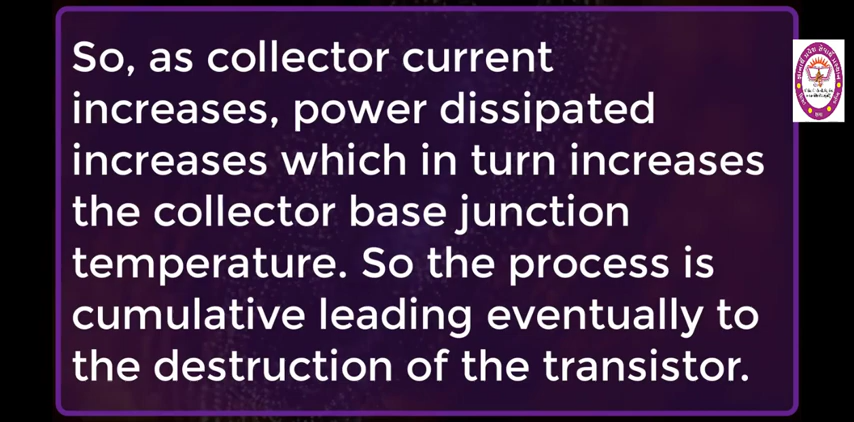 So, as collector current
increases, power dissipated
increases which in turn increases
the collector base junction
temperature. So the process is
cumulative leading eventually to
the destruction of the transistor.